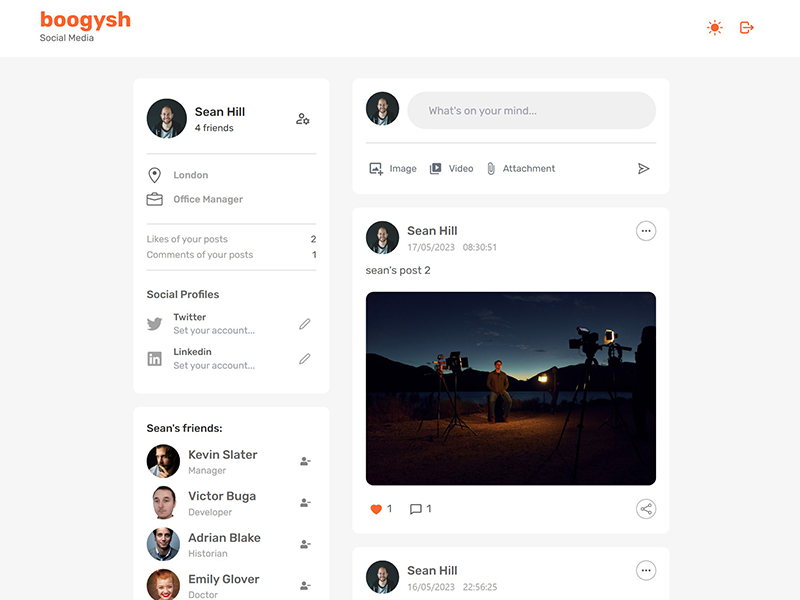 boogysh
Social Media
Sean Hill
4 friends
London
Office Manager
Likes of your posts 2
Comments of your posts 1
Social Profiles
Twitter
Set your account...
Linkedin
Set your account...
Sean's friends:
Kevin Slater
Manager
Victor Buga
Developer
Adrian Blake
Historian
Emily Glover
Doctor
What's on your mind...
Image Video Attachment
Sean Hill
17/05/2023 08:30:51
sean's post 2
1 1
Sean Hill
16/05/2023 22:56:25